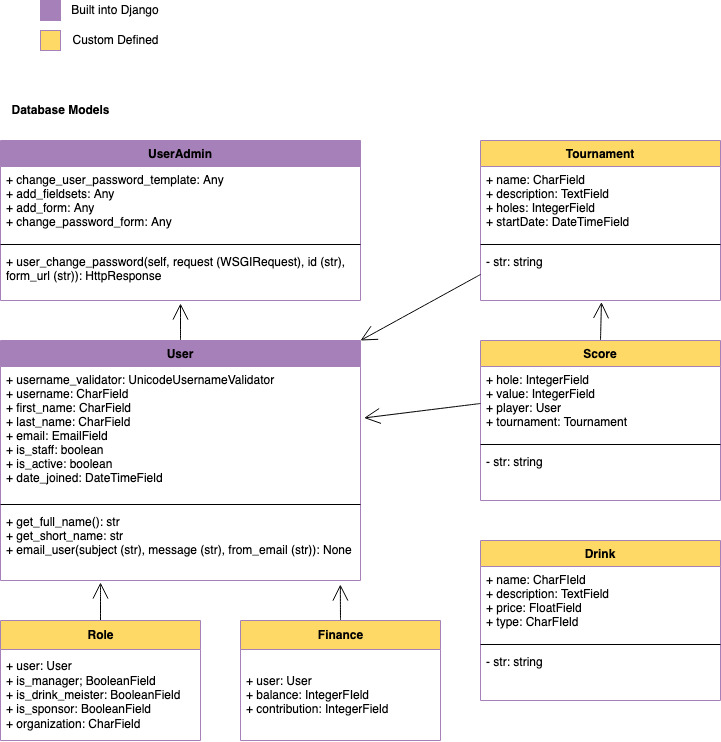 Built into Django
Custom Defined
Database Models
UserAdmin
+ change_user_password_template: Any
+ add_fieldsets: Any
+ add_form: Any
+ change_password_form: Any
+ user_change_password(self, request (WSGIRequest), id (str),
form_url (str)): HttpResponse
Tournament
+ name: CharField
+ description: TextField
+ holes: IntegerField
+ startDate: DateTimeField
- str: string
User
+ username_validator: UnicodeUsernameValidator
+ username: CharField
+ first_name: CharField
+ last_name: CharField
+ email: EmailField
+ is_staff: boolean
+ is_active: boolean
+ date_joined: DateTimeField
+ get_full_name(): str
+ get_short_name: str
+ email_user(subject (str), message (str), from_email (str)): None
Score
+ hole: IntegerField
+ value: IntegerField
+ player: User
+ tournament: Tournament
- str: string
Drink
+ name: CharFIeld
+ description: TextField
+ price: FloatField
+ type: CharFIeld
- str: string
Role
+ user: User
+ is_manager; BooleanField
+ is_drink_meister: BooleanField
+ is_sponsor: BooleanField
+ organization: CharField
Finance
+ user: User
+ balance: IntegerFIeld
+ contribution: IntegerField